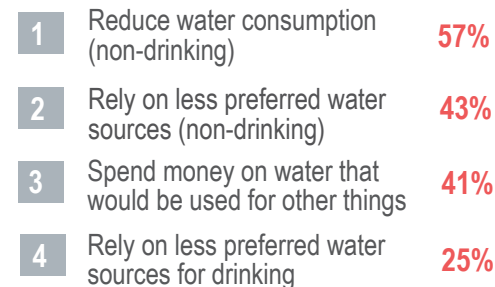 1 Reduce water consumption
(non-drinking) 57%
2 Rely on less preferred water
sources (non-drinking) 43%
3 Spend money on water that
would be used for other things 41%
4 Rely on less preferred water
sources for drinking 25%